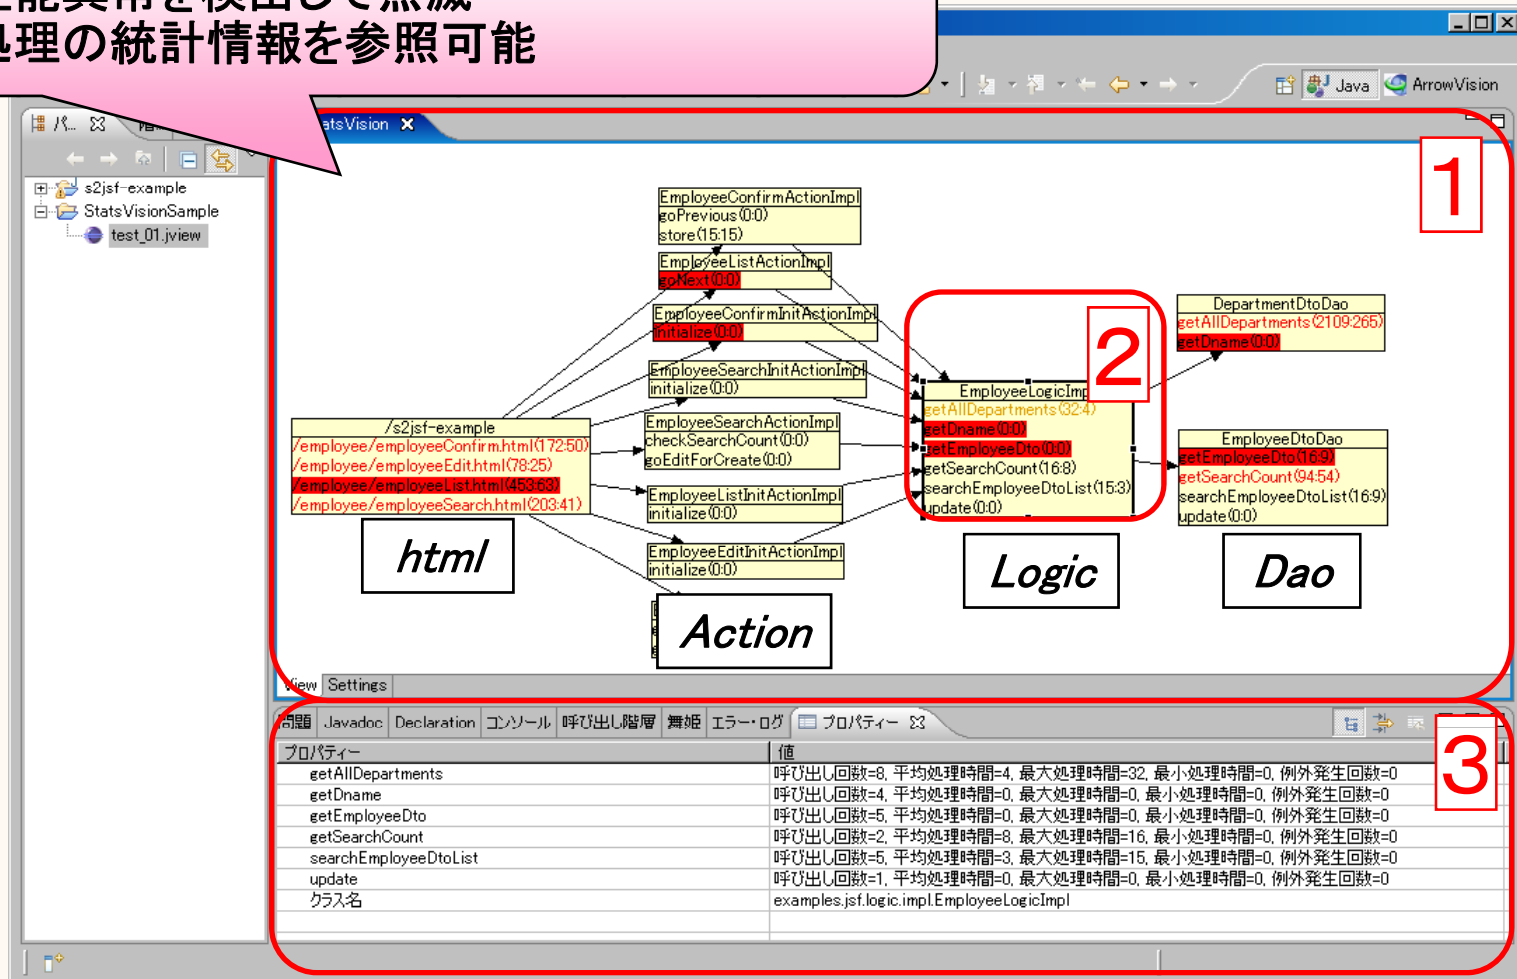 処理の統計情報を参照可能
Java
ArrowVision
パ...
atsVision
s2jsf-example
StatsVisionSample
test_01.jview
1
EmployeeConfirmActionImpl
goPrevious(0:0)
store(15:15)
EmployeeListActionImpl
goNext(0:0)
EmployeeConfirmInitActionImpl
initialize(0:0)
EmployeeSearchInitActionImpl
initialize(0:0)
EmployeeSearchActionImpl
checkSearchCount(0:0)
goEditForCreate(0:0)
EmployeeListInitActionImpl
initialize(0:0)
EmployeeEditInitActionImpl
initialize(0:0)
/s2jsf-example
/employee/employeeConfirm.html(172:50)
/employee/employeeEdit.html(78:25)
/employee/employeeList.html(453:63)
/employee/employeeSearch.html(203:41)
2
EmployeeLogicImp
getAllDepartments(32:4)
getDname(0:0)
getEmployeeDto(0:0)
getSearchCount(16:8)
searchEmployeeDtoList(15:3)
update(0:0)
DepartmentDtoDao
getAllDepartments(2109:265)
getDname(0:0)
EmployeeDtoDao
getEmployeeDto(16:9)
getSearchCount(94:54)
searchEmployeeDtoList(16:9)
update(0:0)
html
Action
Logic
Dao
View Settings
問題 Javadoc Declaration コンソール 呼び出し階層 舞姫 エラー・ログ プロパティー
3
プロパティー 値
getAllDepartments 呼び出し回数=8, 平均処理時間=4, 最大処理時間=32, 最小処理時間=0, 例外発生回数=0
getDname 呼び出し回数=4, 平均処理時間=0, 最大処理時間=0, 最小処理時間=0, 例外発生回数=0
getEmployeeDto 呼び出し回数=5, 平均処理時間=0, 最大処理時間=0, 最小処理時間=0, 例外発生回数=0
getSearchCount 呼び出し回数=2, 平均処理時間=8, 最大処理時間=16, 最小処理時間=0, 例外発生回数=0
searchEmployeeDtoList 呼び出し回数=5, 平均処理時間=3, 最大処理時間=15, 最小処理時間=0, 例外発生回数=0
update 呼び出し回数=1, 平均処理時間=0, 最大処理時間=0, 最小処理時間=0, 例外発生回数=0
クラス名 examples.jsf.logic.impl.EmployeeLogicImpl